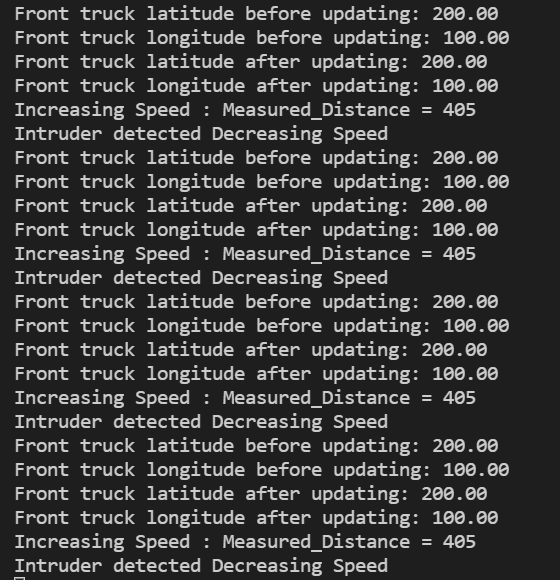 Front truck latitude before updating: 200.00
Front truck longitude before updating: 100.00
Front truck latitude after updating: 200.00
Front truck longitude after updating: 100.00
Increasing Speed : Measured_Distance = 405
Intruder detected Decreasing Speed
Front truck latitude before updating: 200.00
Front truck longitude before updating: 100.00
Front truck latitude after updating: 200.00
Front truck longitude after updating: 100.00
Increasing Speed : Measured_Distance = 405
Intruder detected Decreasing Speed
Front truck latitude before updating: 200.00
Front truck longitude before updating: 100.00
Front truck latitude after updating: 200.00
Front truck longitude after updating: 100.00
Increasing Speed : Measured_Distance = 405
Intruder detected Decreasing Speed
Front truck latitude before updating: 200.00
Front truck longitude before updating: 100.00
Front truck latitude after updating: 200.00
Front truck longitude after updating: 100.00
Increasing Speed : Measured_Distance = 405
Intruder detected Decreasing Speed